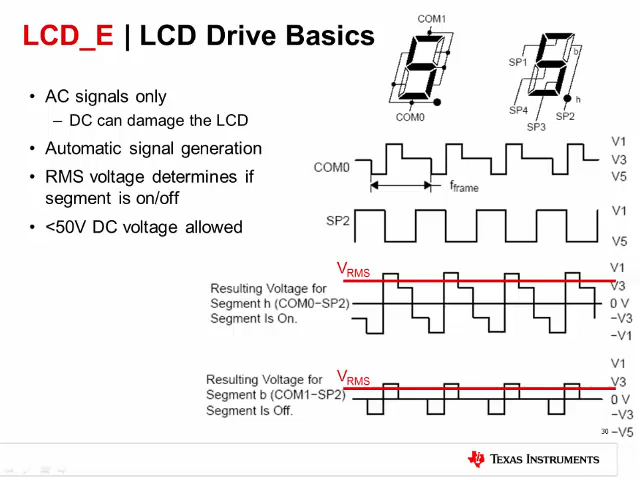 LCD_E | LCD Drive Basics
• AC signals only
– DC can damage the LCD
• Automatic signal generation
• RMS voltage determines if
segment is on/off
• <50V DC voltage allowed
COM1
COM0
SP1
b
h
SP4
SP2
SP3
COM0
V1
V3
V5
fframe
SP2
V1
V5
VRMS
Resulting Voltage for
Segment h (COM0−SP2)
Segment Is On.
V1
V3
0 V
−V3
−V1
VRMS
Resulting Voltage for
Segment b (COM1−SP2)
Segment Is Off.
V1
V3
0 V
−V3
−V5
30
TEXAS INSTRUMENTS